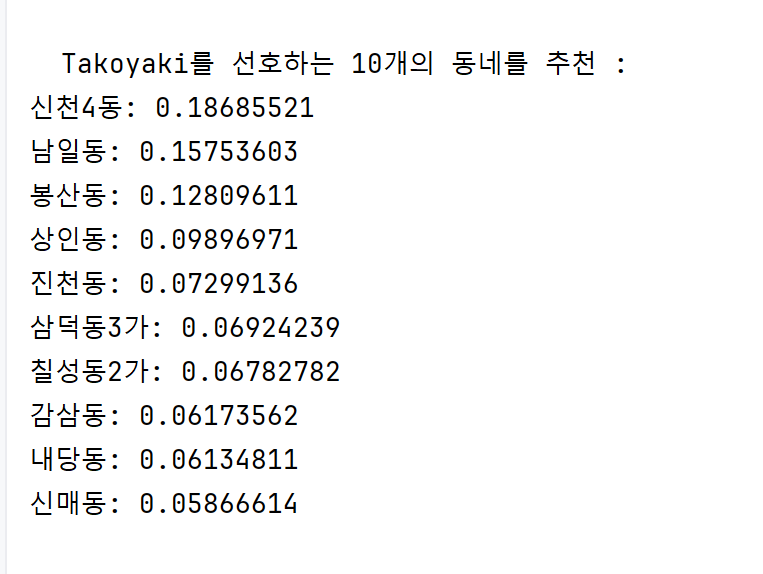 Takoyaki를 선호하는 10개의 동네를 추천 :
신천4동: 0.18685521
남일동: 0.15753603
봉산동: 0.12809611
상인동: 0.09896971
진천동: 0.07299136
삼덕동3가: 0.06924239
칠성동2가: 0.06782782
감삼동: 0.06173562
내당동: 0.06134811
신매동: 0.05866614